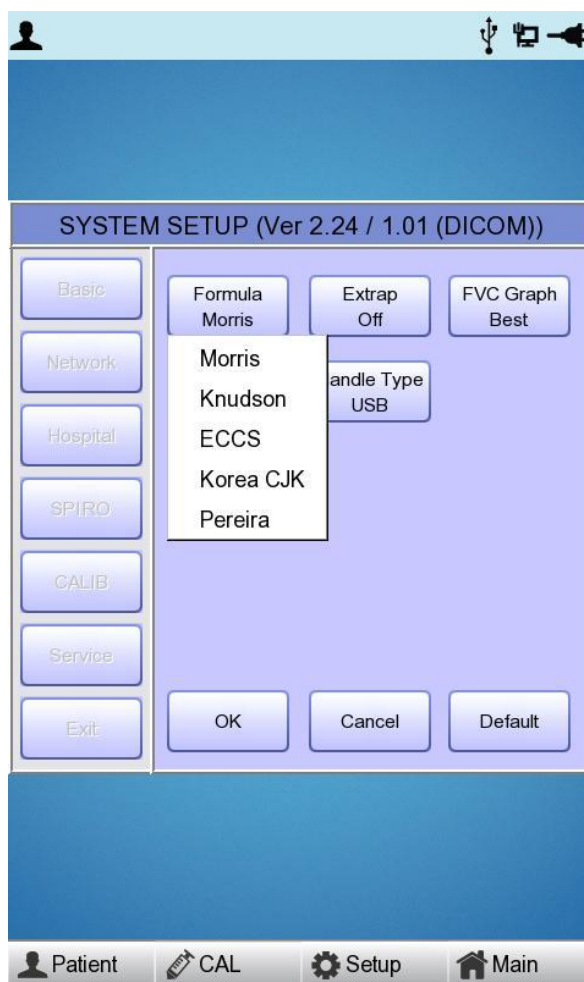 SYSTEM SETUP (Ver 2.24 / 1.01 (DICOM))
Basic
Network
Hospital
SPIRO
CALIB
Service
Exit
Formula
Morris
Extrap
Off
FVC Graph
Best
Morris
Knudson
ECCS
Korea CJK
Pereira
andle Type
USB
OK
Cancel
Default
Patient
CAL
Setup
Main